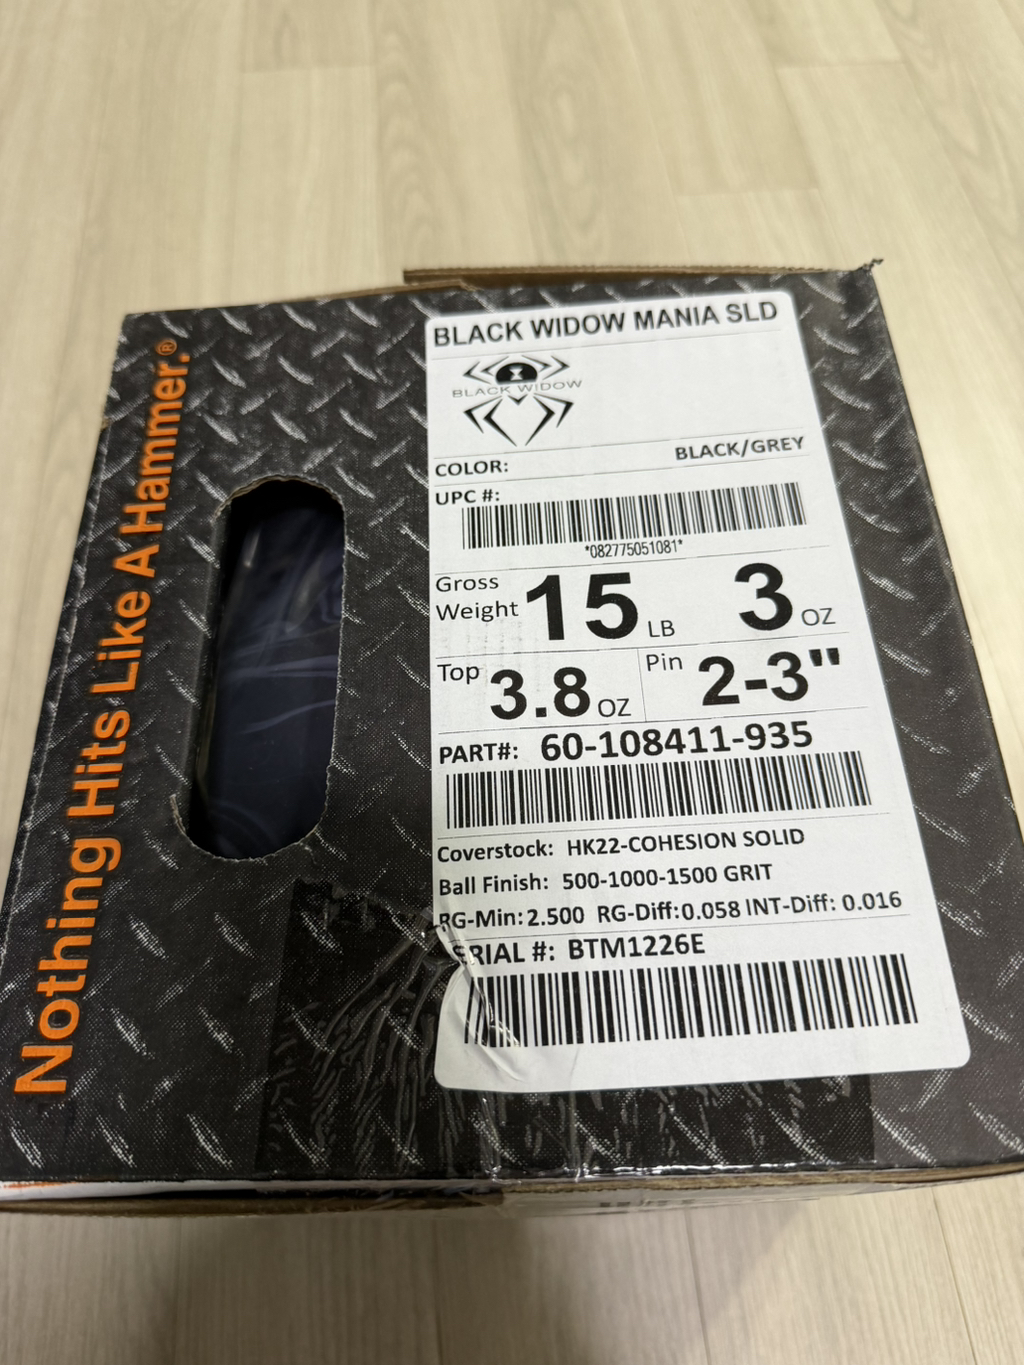 Nothing Hits Like A Hammer.®
BLACK WIDOW MANIA SLD
BLACK WIDOW
COLOR: BLACK/GREY
UPC #:
*082775051081*
Gross Weight 15 LB 3 OZ
Top 3.8 OZ Pin 2-3"
PART#: 60-108411-935
Coverstock: HK22-COHESION SOLID
Ball Finish: 500-1000-1500 GRIT
RG-Min: 2.500 RG-Diff: 0.058 INT-Diff: 0.016
SERIAL #: BTM1226E